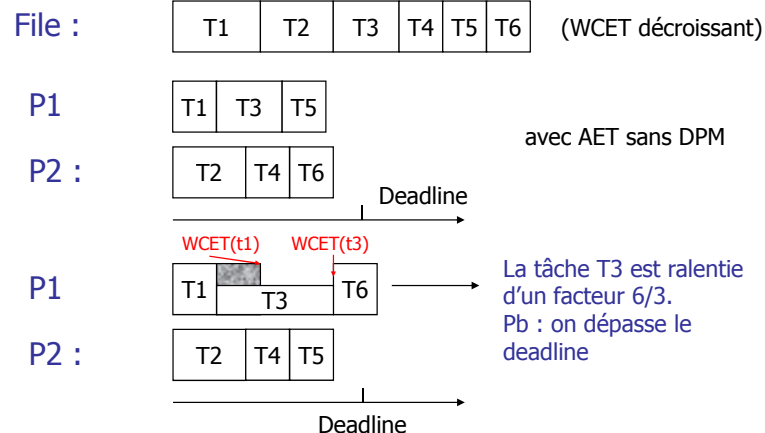 File : T1 T2 T3 T4 T5 T6 (WCET décroissant)
P1 T1 T3 T5
avec AET sans DPM
P2 : T2 T4 T6
Deadline
WCET(t1) WCET(t3)
P1 T1 T3 T6
La tâche T3 est ralentie
d'un facteur 6/3.
Pb : on dépasse le
deadline
P2 : T2 T4 T5
Deadline